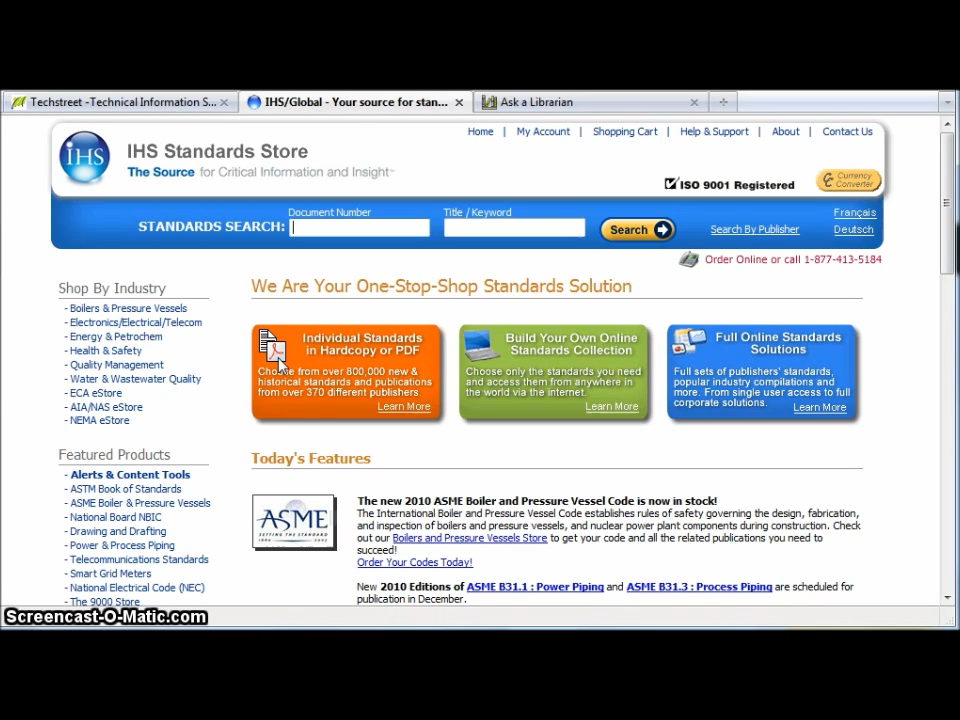 Techstreet -Technical Information S...
IHS/Global - Your source for stan...
Ask a Librarian
IHS
IHS Standards Store
The Source for Critical Information and Insight
Home | My Account | Shopping Cart | Help & Support | About | Contact Us
ISO 9001 Registered
Currency Converter
STANDARDS SEARCH:
Document Number
Title / Keyword
Search
Search By Publisher
Français
Deutsch
Order Online or call 1-877-413-5184
Shop By Industry
- Boilers & Pressure Vessels
- Electronics/Electrical/Telecom
- Energy & Petrochem
- Health & Safety
- Quality Management
- Water & Wastewater Quality
- ECA eStore
- AIA/NAS eStore
- NEMA eStore
Featured Products
- Alerts & Content Tools
- ASTM Book of Standards
- ASME Boiler & Pressure Vessels
- National Board NBIC
- Drawing and Drafting
- Power & Process Piping
- Telecommunications Standards
- Smart Grid Meters
- National Electrical Code (NEC)
- The 9000 Store
We Are Your One-Stop-Shop Standards Solution
Individual Standards
in Hardcopy or PDF
Choose from over 800,000 new &
historical standards and publications
from over 370 different publishers.
Learn More
Build Your Own Online
Standards Collection
Choose only the standards you need
and access them from anywhere in
the world via the internet.
Learn More
Full Online Standards
Solutions
Full sets of publishers' standards,
popular industry compilations and
more. From single user access to full
corporate solutions.
Learn More
Today's Features
ASME
SETTING THE STANDARD
The new 2010 ASME Boiler and Pressure Vessel Code is now in stock!
The International Boiler and Pressure Vessel Code establishes rules of safety governing the design, fabrication,
and inspection of boilers and pressure vessels, and nuclear power plant components during construction. Check
out our Boilers and Pressure Vessels Store to get your code and all the related publications you need to
succeed!
Order Your Codes Today!
New 2010 Editions of ASME B31.1 : Power Piping and ASME B31.3 : Process Piping are scheduled for
publication in December.
Screencast-O-Matic.com